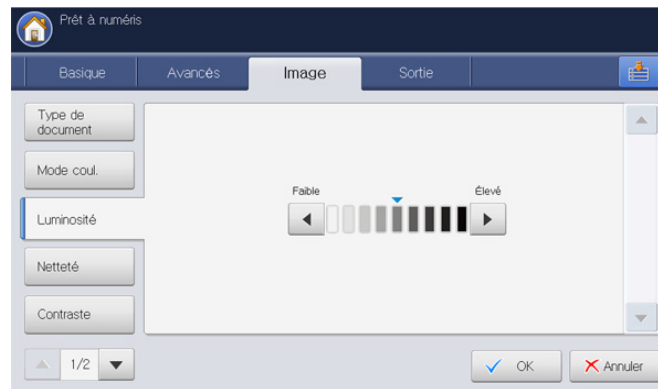 Prêt à numéris
Basique
Avancés
Image
Sortie
Type de
document
Mode coul.
Luminosité
Netteté
Contraste
Faible
Élevé
1/2
OK
Annuler